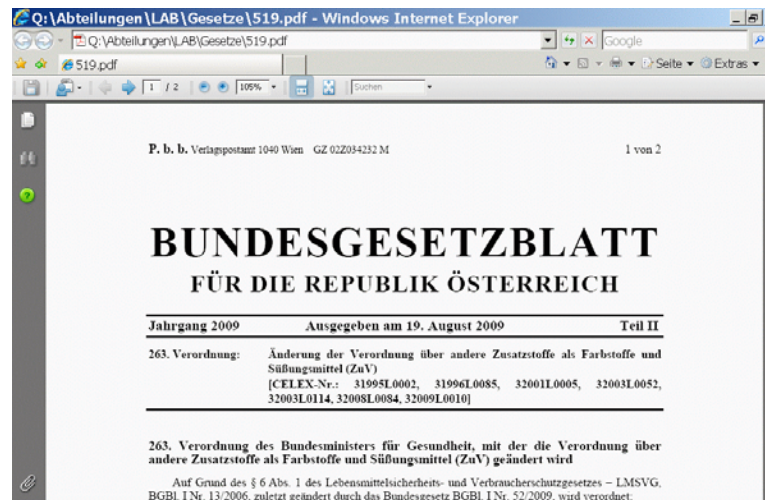 Q:\Abteilungen\LAB\Gesetze\519.pdf - Windows Internet Explorer
Q:\Abteilungen\LAB\Gesetze\519.pdf
Google
519.pdf
Seite
Extras
1 / 2
105%
Suchen
P. b. b. Verlagspostamt 1040 Wien GZ 02Z034232 M
1 von 2
BUNDESGESETZBLATT
FÜR DIE REPUBLIK ÖSTERREICH
Jahrgang 2009 Ausgegeben am 19. August 2009 Teil II
263. Verordnung: Änderung der Verordnung über andere Zusatzstoffe als Farbstoffe und
Süßungsmittel (ZuV)
[CELEX-Nr.: 31995L0002, 31996L0085, 32001L0005, 32003L0052,
32003L0114, 32008L0084, 32009L0010]
263. Verordnung des Bundesministers für Gesundheit, mit der die Verordnung über
andere Zusatzstoffe als Farbstoffe und Süßungsmittel (ZuV) geändert wird
Auf Grund des § 6 Abs. 1 des Lebensmittelsicherheits- und Verbraucherschutzgesetzes – LMSVG,
BGBl. I Nr. 13/2006, zuletzt geändert durch das Bundesgesetz BGBl. I Nr. 52/2009, wird verordnet: